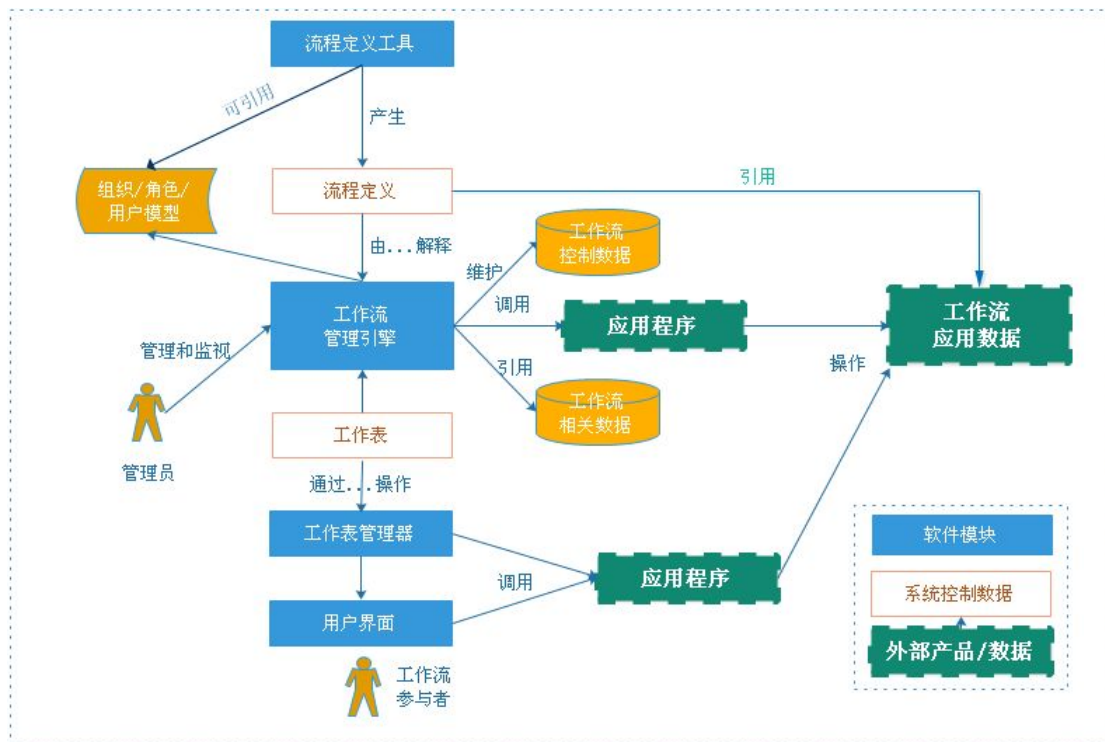 流程定义工具
可引用
产生
组织/角色/
用户模型
流程定义
引用
由...解释
工作流
控制数据
维护
工作流
管理引擎
调用
应用程序
工作流
应用数据
管理和监视
引用
操作
工作流
相关数据
工作表
管理员
通过...操作
工作表管理器
软件模块
调用
应用程序
系统控制数据
用户界面
外部产品/数据
工作流
参与者